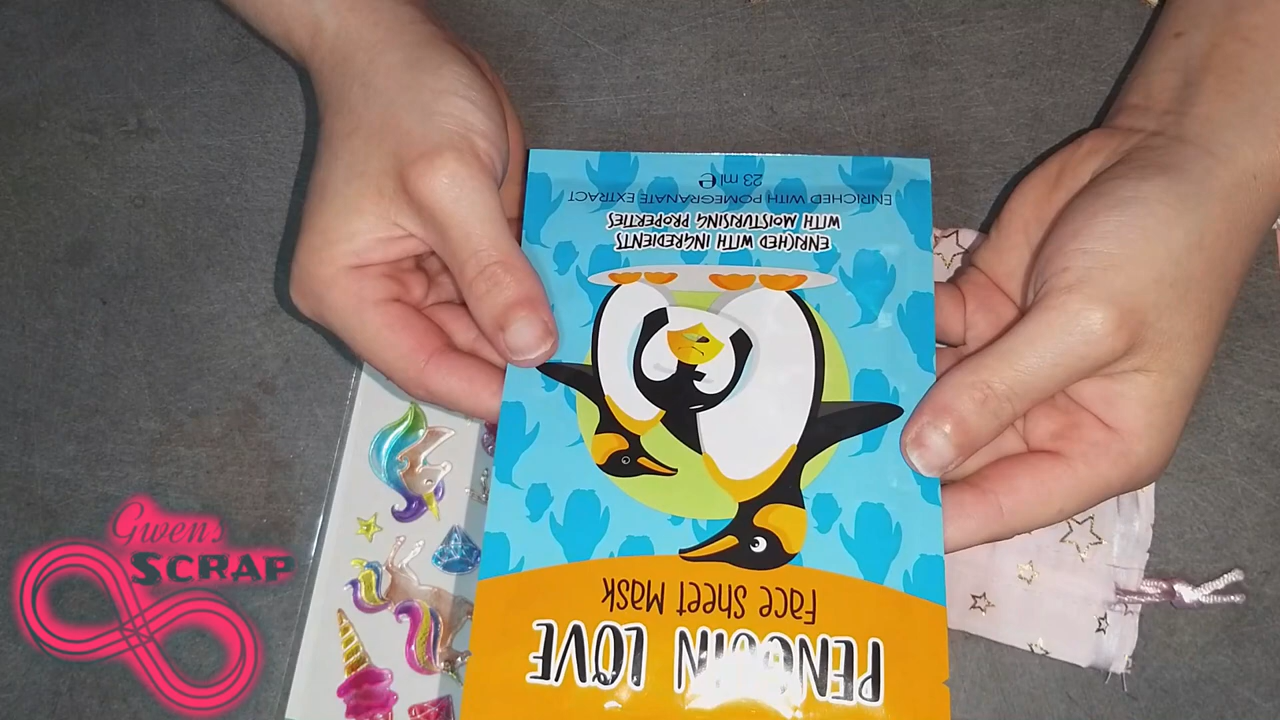 PENGUIN LOVE
FACE SHEET MASK
ENRICHED WITH INGREDIENTS
WITH MOISTURISING PROPERTIES
ENRICHED WITH POMEGRANATE EXTRACT
23 ml ℮
Gwen's
SCRAP